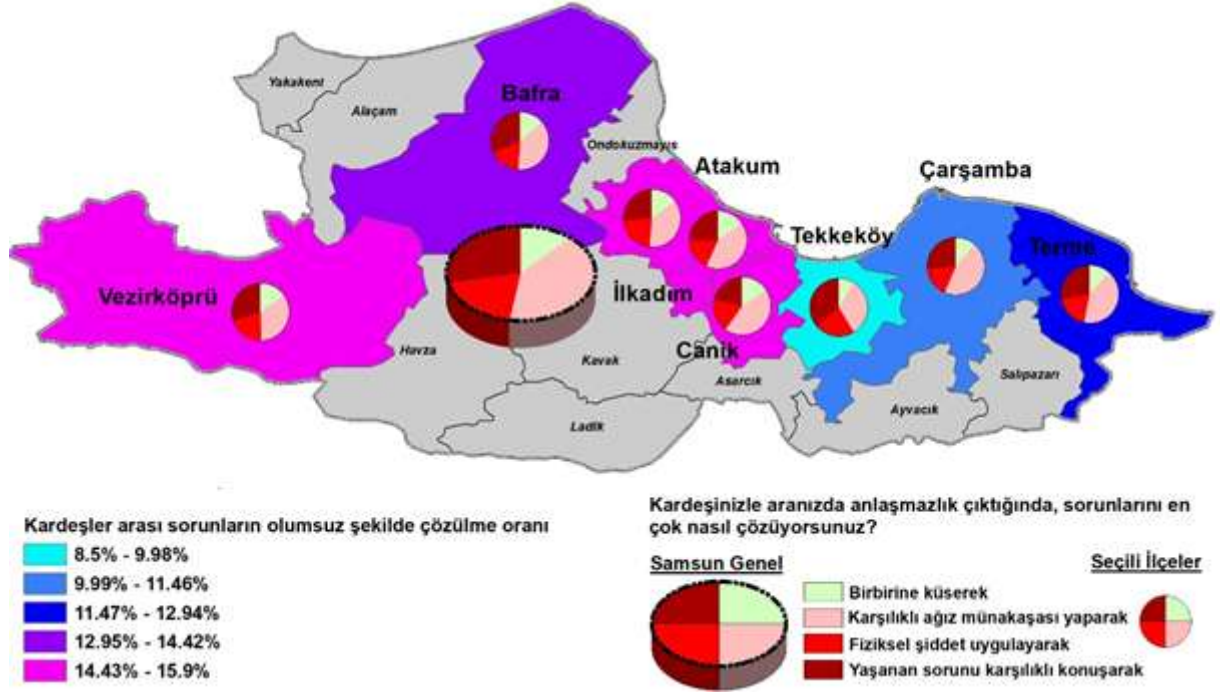 Yakakent
Alaçam
Bafra
Ondokuzmayıs
Atakum
Çarşamba
Tekkeköy
Terme
Vezirköprü
İlkadım
Havza
Kavak
Canik
Asarcık
Salıpazarı
Ayvacık
Ladik
Kardeşler arası sorunların olumsuz şekilde çözülme oranı
8.5% - 9.98%
9.99% - 11.46%
11.47% - 12.94%
12.95% - 14.42%
14.43% - 15.9%
Kardeşinizle aranızda anlaşmazlık çıktığında, sorunlarını en
çok nasıl çözüyorsunuz?
Samsun Genel
Seçili İlçeler
Birbirine küserek
Karşılıklı ağız münakaşası yaparak
Fiziksel şiddet uygulayarak
Yaşanan sorunu karşılıklı konuşarak